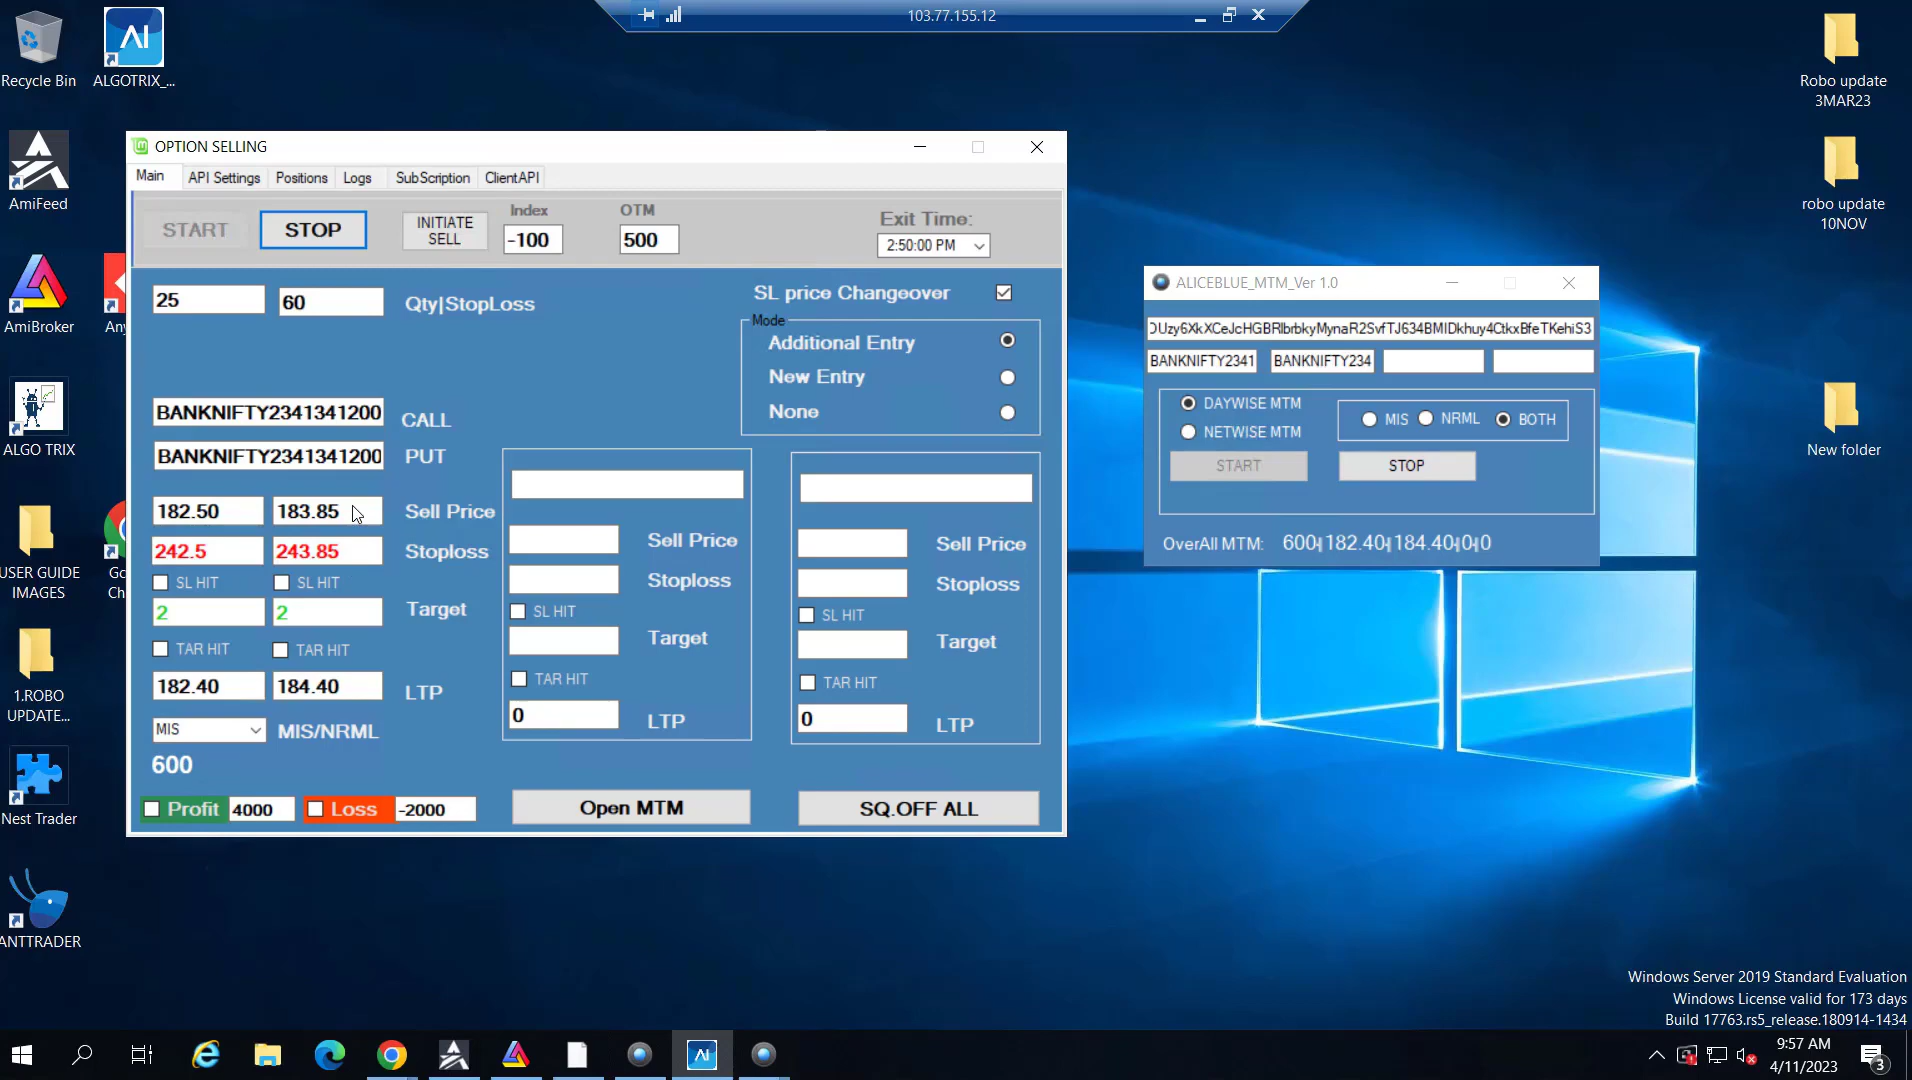 103.77.155.12
Recycle Bin
ALGOTRIX_...
AmiFeed
AmiBroker
Any
ALGO TRIX
USER GUIDE
IMAGES
Gc
Ch
1.ROBO
UPDATE...
Nest Trader
ANTTRADER
Robo update
3MAR23
robo update
10NOV
New folder
OPTION SELLING
Main
API Settings
Positions
Logs
SubScription
ClientAPI
START
STOP
INITIATE
SELL
Index
-100
OTM
500
Exit Time:
2:50:00 PM
25
60
Qty|StopLoss
SL price Changeover
Mode
Additional Entry
New Entry
None
BANKNIFTY2341341200
CALL
BANKNIFTY2341341200
PUT
182.50
183.85
Sell Price
242.5
243.85
Stoploss
SL HIT
SL HIT
2
2
Target
TAR HIT
TAR HIT
182.40
184.40
LTP
MIS
MIS/NRML
600
Sell Price
Stoploss
SL HIT
Target
TAR HIT
0
LTP
Sell Price
Stoploss
SL HIT
Target
TAR HIT
0
LTP
Profit
4000
Loss
-2000
Open MTM
SQ.OFF ALL
ALICEBLUE_MTM_Ver 1.0
BANKNIFTY2341
BANKNIFTY234
DAYWISE MTM
NETWISE MTM
MIS
NRML
BOTH
START
STOP
OverAll MTM:
600|182.40|184.40|0|0
Windows Server 2019 Standard Evaluation
Windows License valid for 173 days
Build 17763.rs5_release.180914-1434
AI
9:57 AM
4/11/2023
3